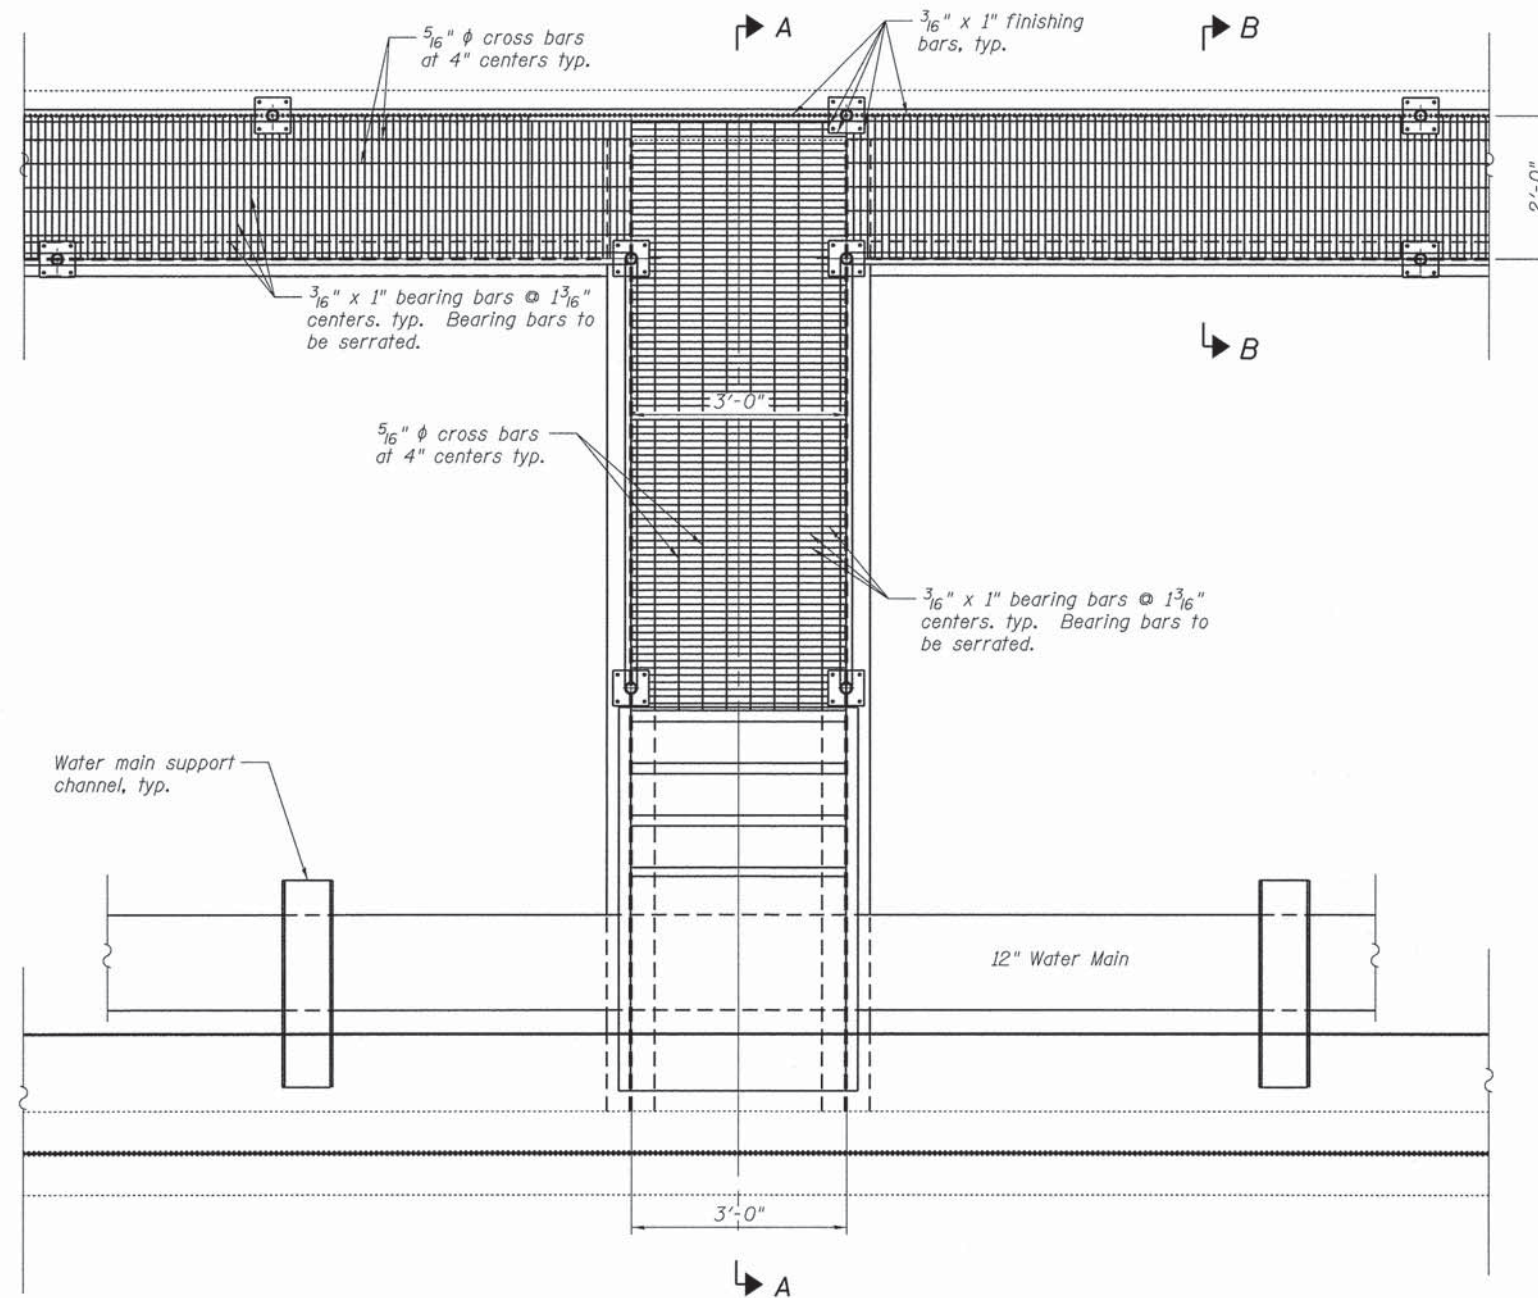 A
B
5/16" ϕ cross bars
at 4" centers typ.
3/16" x 1" finishing
bars, typ.
2'-0"
3/16" x 1" bearing bars @ 1 3/16"
centers. typ. Bearing bars to
be serrated.
B
3'-0"
5/16" ϕ cross bars
at 4" centers typ.
3/16" x 1" bearing bars @ 1 3/16"
centers. typ. Bearing bars to
be serrated.
Water main support
channel, typ.
12" Water Main
3'-0"
A